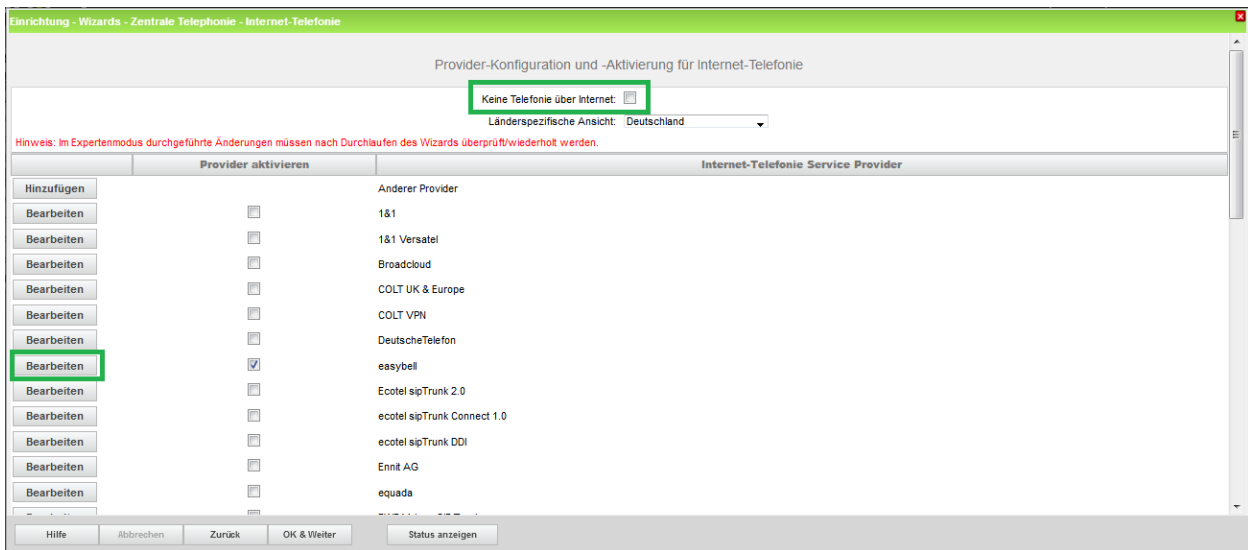 Einrichtung - Wizards - Zentrale Telephonie - Internet-Telefonie
Provider-Konfiguration und -Aktivierung für Internet-Telefonie
Keine Telefonie über Internet:
Länderspezifische Ansicht: Deutschland
Hinweis: Im Expertenmodus durchgeführte Änderungen müssen nach Durchlaufen des Wizards überprüft/wiederholt werden.
Provider aktivieren Internet-Telefonie Service Provider
Hinzufügen Anderer Provider
Bearbeiten 1&1
Bearbeiten 1&1 Versatel
Bearbeiten Broadcloud
Bearbeiten COLT UK & Europe
Bearbeiten COLT VPN
Bearbeiten DeutscheTelefon
Bearbeiten easybell
Bearbeiten Ecotel sipTrunk 2.0
Bearbeiten ecotel sipTrunk Connect 1.0
Bearbeiten ecotel sipTrunk DDI
Bearbeiten Ennit AG
Bearbeiten equada
Hilfe Abbrechen Zurück OK & Weiter Status anzeigen